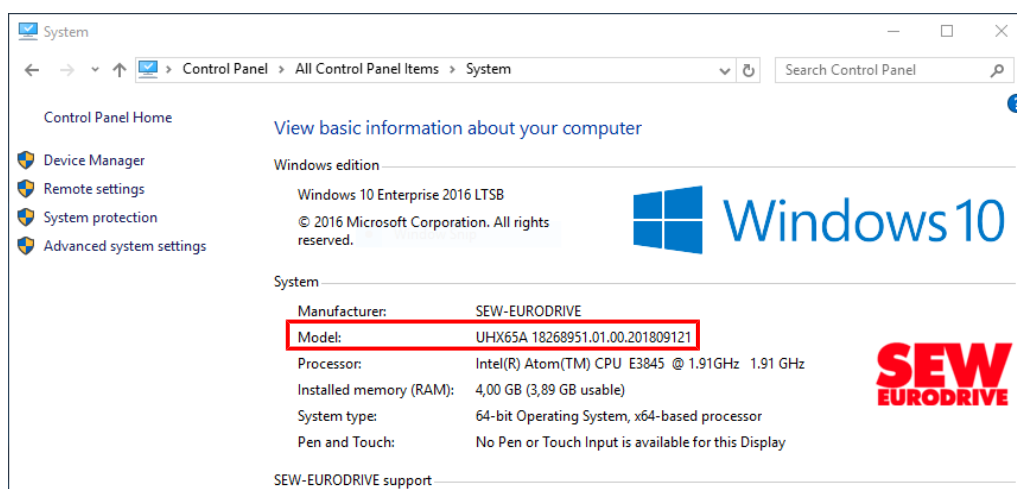 System
Control Panel > All Control Panel Items > System
Search Control Panel
Control Panel Home
Device Manager
Remote settings
System protection
Advanced system settings
View basic information about your computer
Windows edition
Windows 10 Enterprise 2016 LTSB
© 2016 Microsoft Corporation. All rights
reserved.
Windows 10
System
Manufacturer: SEW-EURODRIVE
Model: UHX65A 18268951.01.00.201809121
Processor: Intel(R) Atom(TM) CPU E3845 @ 1.91GHz 1.91 GHz
Installed memory (RAM): 4,00 GB (3,89 GB usable)
System type: 64-bit Operating System, x64-based processor
Pen and Touch: No Pen or Touch Input is available for this Display
SEW
EURODRIVE
SEW-EURODRIVE support